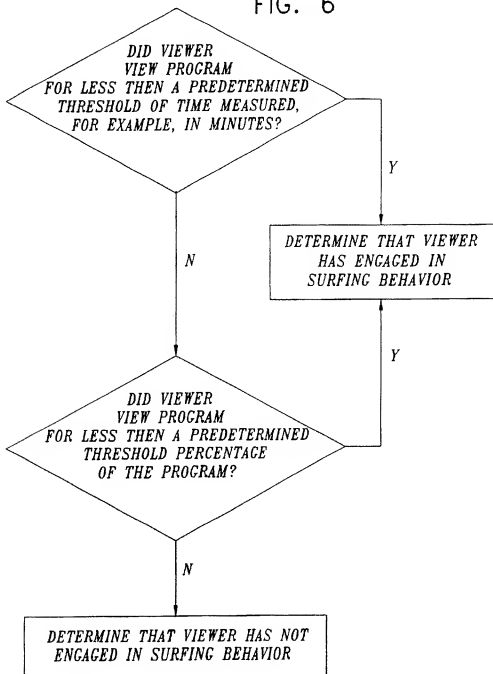 FIG. 6
DID VIEWER
VIEW PROGRAM
FOR LESS THEN A PREDETERMINED
THRESHOLD OF TIME MEASURED,
FOR EXAMPLE, IN MINUTES?
Y
DETERMINE THAT VIEWER
HAS ENGAGED IN
SURFING BEHAVIOR
N
Y
DID VIEWER
VIEW PROGRAM
FOR LESS THEN A PREDETERMINED
THRESHOLD PERCENTAGE
OF THE PROGRAM?
N
DETERMINE THAT VIEWER HAS NOT
ENGAGED IN SURFING BEHAVIOR